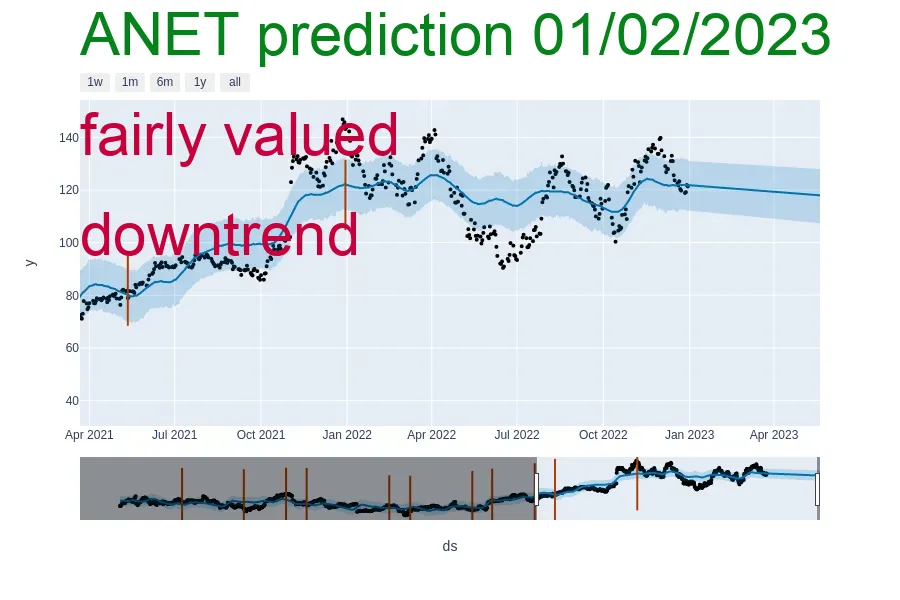 ANET prediction 01/02/2023
1w 1m 6m 1y all
fairly valued
downtrend
y
140
120
100
80
60
40
Apr 2021 Jul 2021 Oct 2021 Jan 2022 Apr 2022 Jul 2022 Oct 2022 Jan 2023 Apr 2023
ds